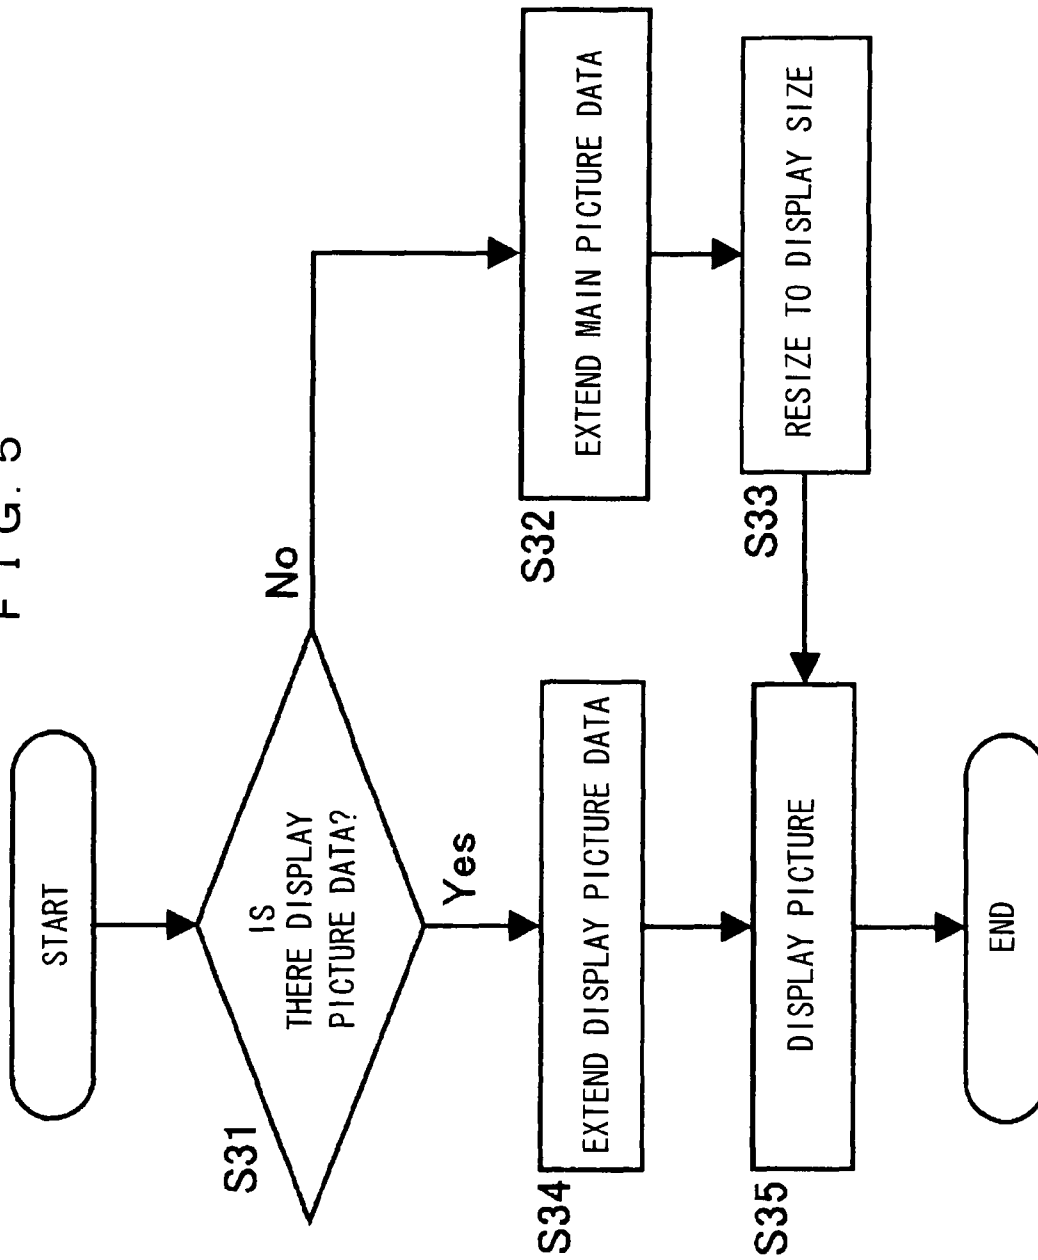 FIG. 5
START
S31
IS
THERE DISPLAY
PICTURE DATA?
No
Yes
S32
EXTEND MAIN PICTURE DATA
S33
RESIZE TO DISPLAY SIZE
S34
EXTEND DISPLAY PICTURE DATA
S35
DISPLAY PICTURE
END